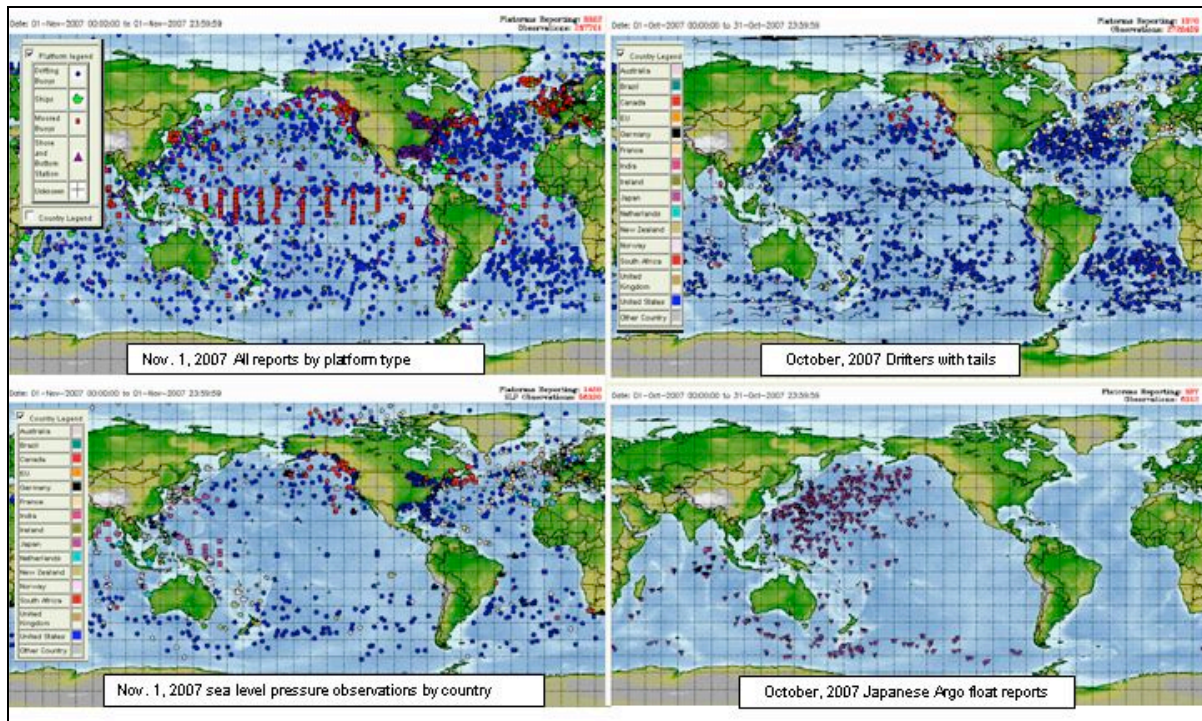 Date: 01-Nov-2007 00:00:00 to 01-Nov-2007 23:59:59
Platforms Reporting:
Observations:
Platform legend
Drifting Buoys
Ships
Moored Buoys
Shore and Bottom Station
Unknown
Country Legend
Nov. 1, 2007 All reports by platform type
Date: 01-Oct-2007 00:00:00 to 31-Oct-2007 23:59:59
Platforms Reporting:
Observations:
Country Legend
Australia
Brazil
Canada
EU
Germany
France
India
Ireland
Japan
Netherlands
New Zealand
Norway
South Africa
United Kingdom
United States
Other Country
October, 2007 Drifters with tails
Date: 01-Nov-2007 00:00:00 to 01-Nov-2007 23:59:59
Platforms Reporting:
SLP Observations:
Country Legend
Australia
Brazil
Canada
EU
Germany
France
India
Ireland
Japan
Netherlands
New Zealand
Norway
South Africa
United Kingdom
United States
Other Country
Nov. 1, 2007 sea level pressure observations by country
Date: 01-Oct-2007 00:00:00 to 31-Oct-2007 23:59:59
Platforms Reporting:
Observations:
October, 2007 Japanese Argo float reports